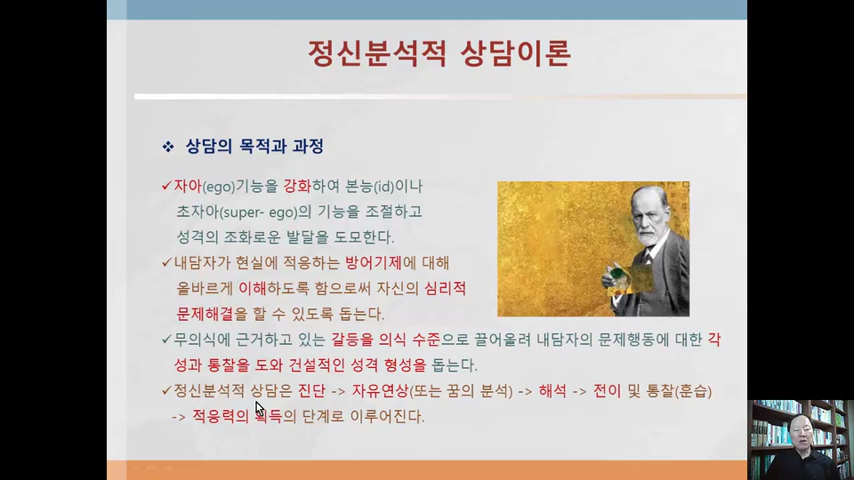 정신분석적 상담이론
❖ 상담의 목적과 과정
✓자아(ego)기능을 강화하여 본능(id)이나
초자아(super- ego)의 기능을 조절하고
성격의 조화로운 발달을 도모한다.
✓내담자가 현실에 적응하는 방어기제에 대해
올바르게 이해하도록 함으로써 자신의 심리적
문제해결을 할 수 있도록 돕는다.
✓무의식에 근거하고 있는 갈등을 의식 수준으로 끌어올려 내담자의 문제행동에 대한 각
성과 통찰을 도와 건설적인 성격 형성을 돕는다.
✓정신분석적 상담은 진단 -> 자유연상(또는 꿈의 분석) -> 해석 -> 전이 및 통찰(훈습)
-> 적응력의 획득의 단계로 이루어진다.